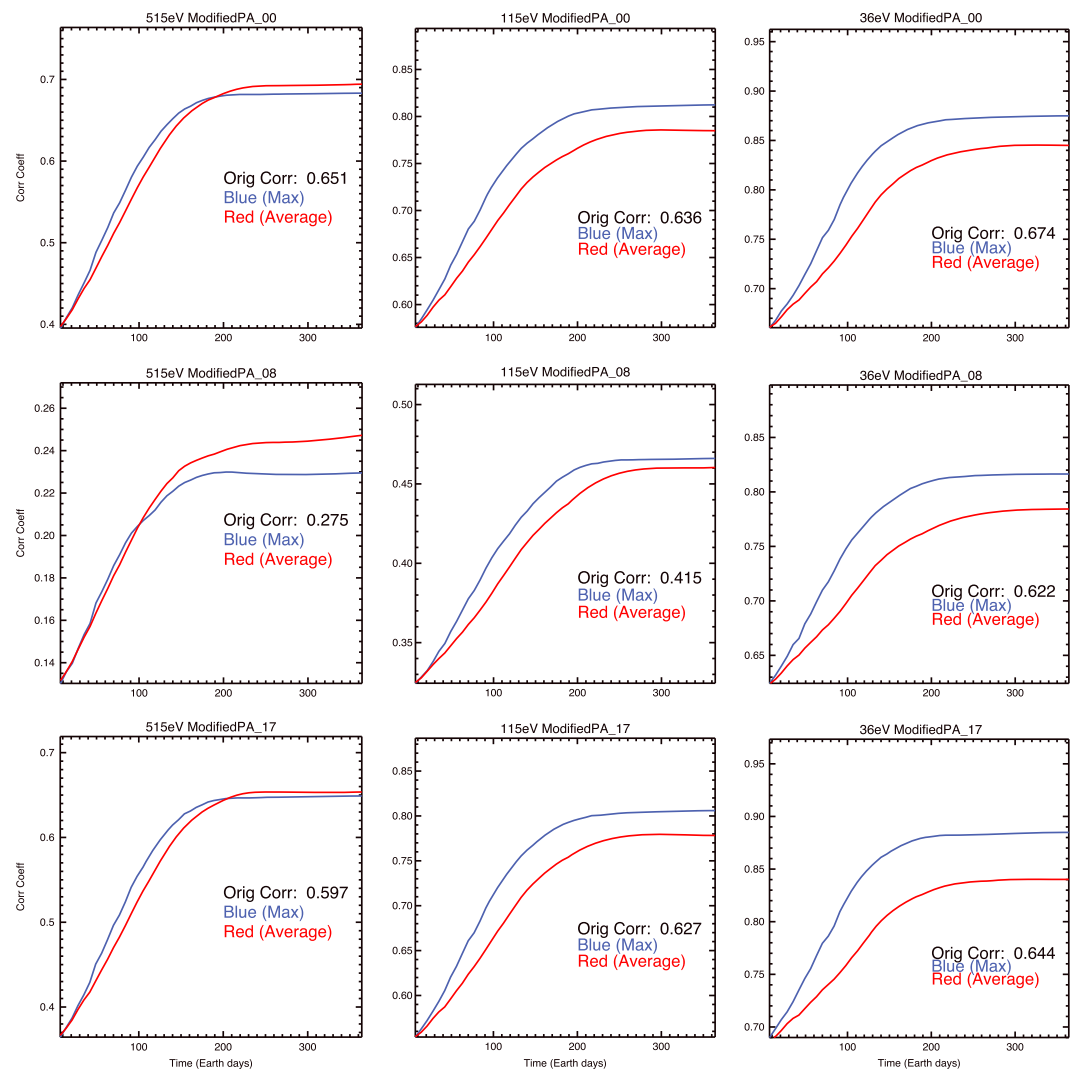 515eV ModifiedPA_00
0.7
0.6
0.5
0.4
Corr Coeff
Orig Corr: 0.651
Blue (Max)
Red (Average)
100 200 300
115eV ModifiedPA_00
0.85
0.80
0.75
0.70
0.65
0.60
Orig Corr: 0.636
Blue (Max)
Red (Average)
100 200 300
36eV ModifiedPA_00
0.95
0.90
0.85
0.80
0.75
0.70
Orig Corr: 0.674
Blue (Max)
Red (Average)
100 200 300
515eV ModifiedPA_08
0.26
0.24
0.22
0.20
0.18
0.16
0.14
Corr Coeff
Orig Corr: 0.275
Blue (Max)
Red (Average)
100 200 300
115eV ModifiedPA_08
0.50
0.45
0.40
0.35
Orig Corr: 0.415
Blue (Max)
Red (Average)
100 200 300
36eV ModifiedPA_08
0.85
0.80
0.75
0.70
0.65
Orig Corr: 0.622
Blue (Max)
Red (Average)
100 200 300
515eV ModifiedPA_17
0.7
0.6
0.5
0.4
Corr Coeff
Orig Corr: 0.597
Blue (Max)
Red (Average)
100 200 300
Time (Earth days)
115eV ModifiedPA_17
0.85
0.80
0.75
0.70
0.65
0.60
Orig Corr: 0.627
Blue (Max)
Red (Average)
100 200 300
Time (Earth days)
36eV ModifiedPA_17
0.95
0.90
0.85
0.80
0.75
0.70
Orig Corr: 0.644
Blue (Max)
Red (Average)
100 200 300
Time (Earth days)